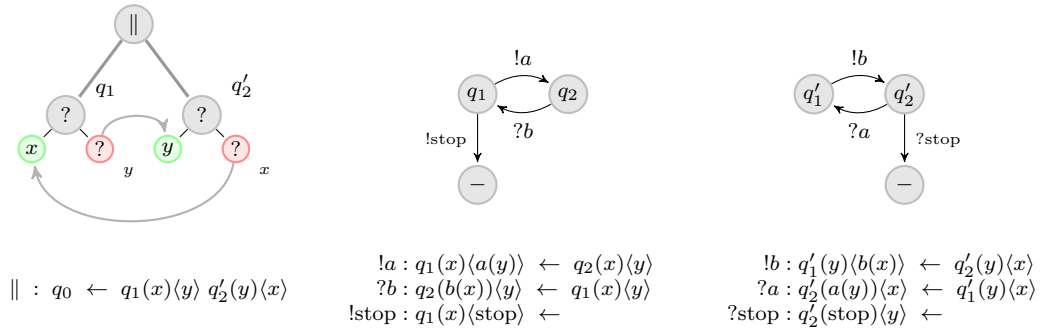 ∥
q₁ q′₂
? ?
x ? y ?
y x
∥ : q₀ ← q₁(x)⟨y⟩ q′₂(y)⟨x⟩
!a
q₁ q₂
?b
!stop
−
!a : q₁(x)⟨a(y)⟩ ← q₂(x)⟨y⟩
?b : q₂(b(x))⟨y⟩ ← q₁(x)⟨y⟩
!stop : q₁(x)⟨stop⟩ ←
!b
q′₁ q′₂
?a
?stop
−
!b : q′₁(y)⟨b(x)⟩ ← q′₂(y)⟨x⟩
?a : q′₂(a(y))⟨x⟩ ← q′₁(y)⟨x⟩
?stop : q′₂(stop)⟨y⟩ ←